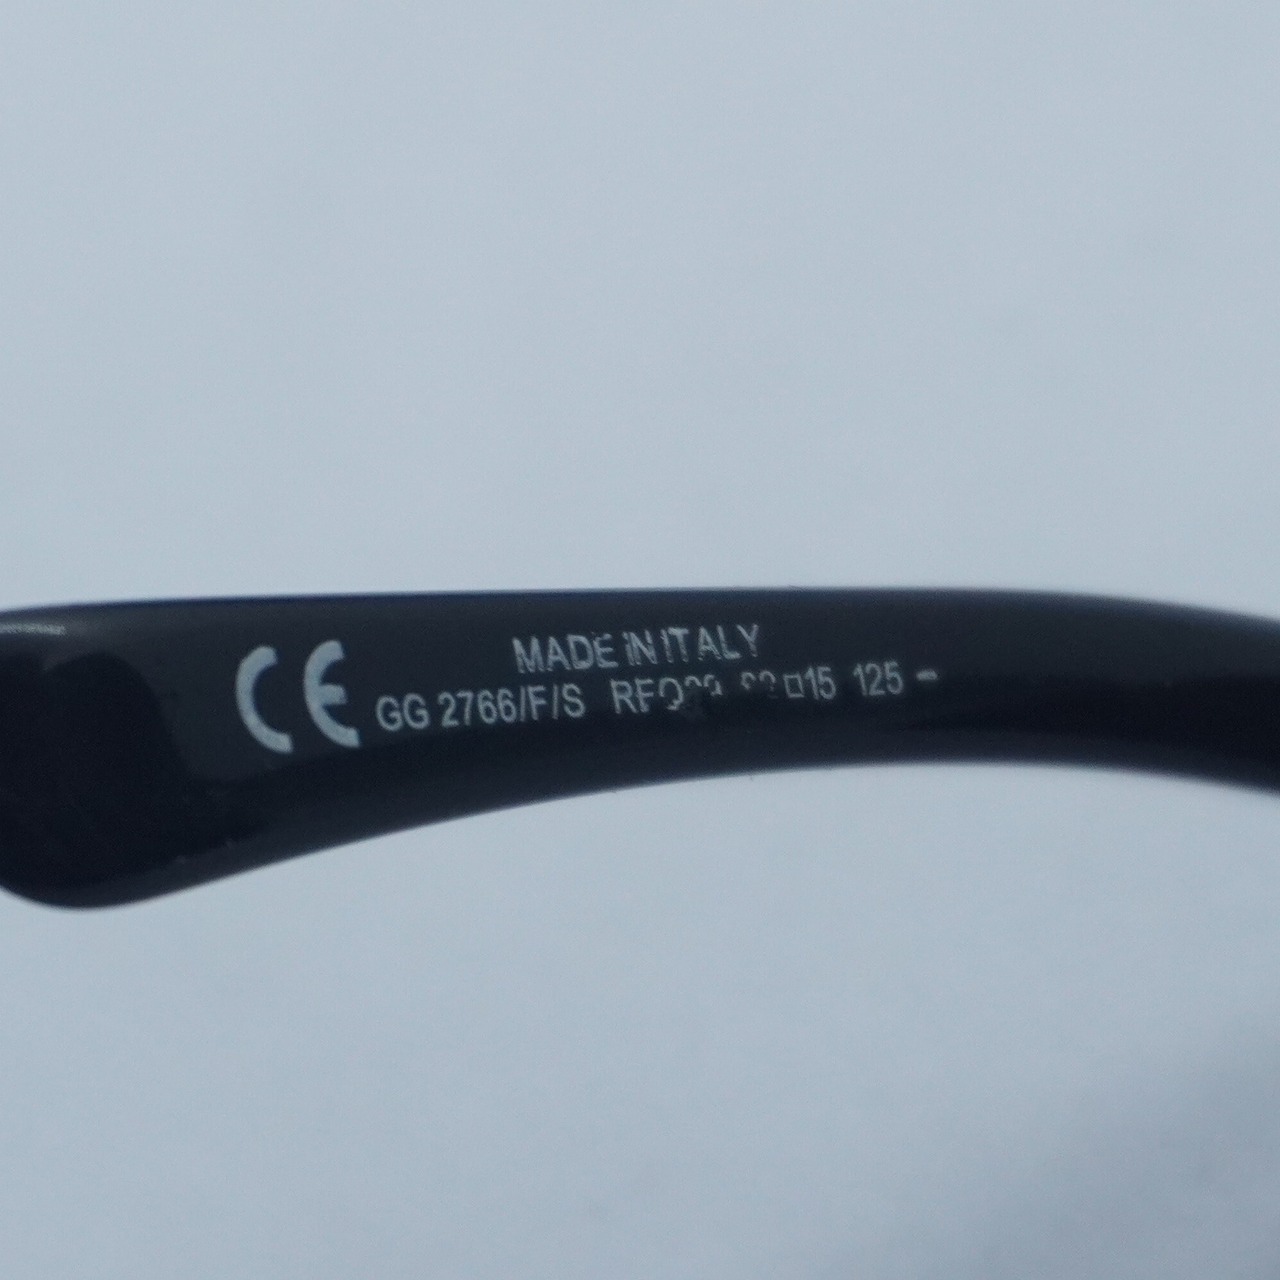 CE
MADE IN ITALY
GG 2766/F/S □15 125